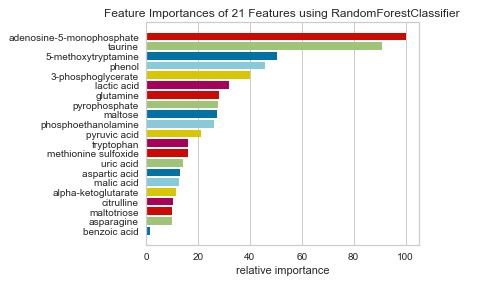 Feature Importances of 21 Features using RandomForestClassifier
adenosine-5-monophosphate
taurine
5-methoxytryptamine
phenol
3-phosphoglycerate
lactic acid
glutamine
pyrophosphate
maltose
phosphoethanolamine
pyruvic acid
tryptophan
methionine sulfoxide
uric acid
aspartic acid
malic acid
alpha-ketoglutarate
citrulline
maltotriose
asparagine
benzoic acid
0 20 40 60 80 100
relative importance